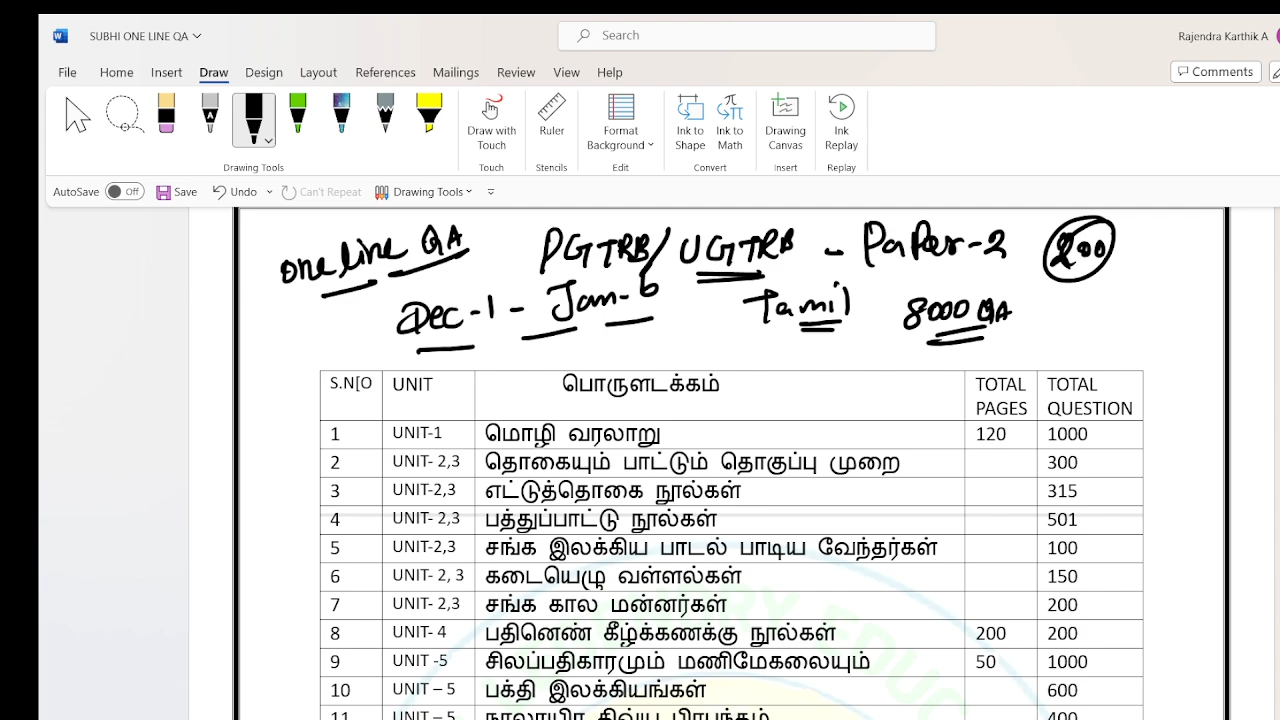 SUBHI ONE LINE QA
Search
Rajendra Karthik A
File Home Insert Draw Design Layout References Mailings Review View Help
Comments
Draw with Touch
Ruler
Format Background
Ink to Shape
Ink to Math
Drawing Canvas
Ink Replay
Drawing Tools
Touch
Stencils
Edit
Convert
Insert
Replay
AutoSave Off Save Undo Can't Repeat Drawing Tools
One line QA PGTRB/ UGTRB - PaPer-2 200
Dec-1 - Jan-6 Tamil 8000 QA
S.N[O UNIT பொருளடக்கம் TOTAL PAGES TOTAL QUESTION
1 UNIT-1 மொழி வரலாறு 120 1000
2 UNIT- 2,3 தொகையும் பாட்டும் தொகுப்பு முறை 300
3 UNIT-2,3 எட்டுத்தொகை நூல்கள் 315
4 UNIT- 2,3 பத்துப்பாட்டு நூல்கள் 501
5 UNIT-2,3 சங்க இலக்கிய பாடல் பாடிய வேந்தர்கள் 100
6 UNIT- 2, 3 கடையெழு வள்ளல்கள் 150
7 UNIT- 2,3 சங்க கால மன்னர்கள் 200
8 UNIT- 4 பதினெண் கீழ்க்கணக்கு நூல்கள் 200 200
9 UNIT -5 சிலப்பதிகாரமும் மணிமேகலையும் 50 1000
10 UNIT – 5 பக்தி இலக்கியங்கள் 600
11 UNIT – 5 நாலாயிர திவ்ய பிரபந்தம் 400